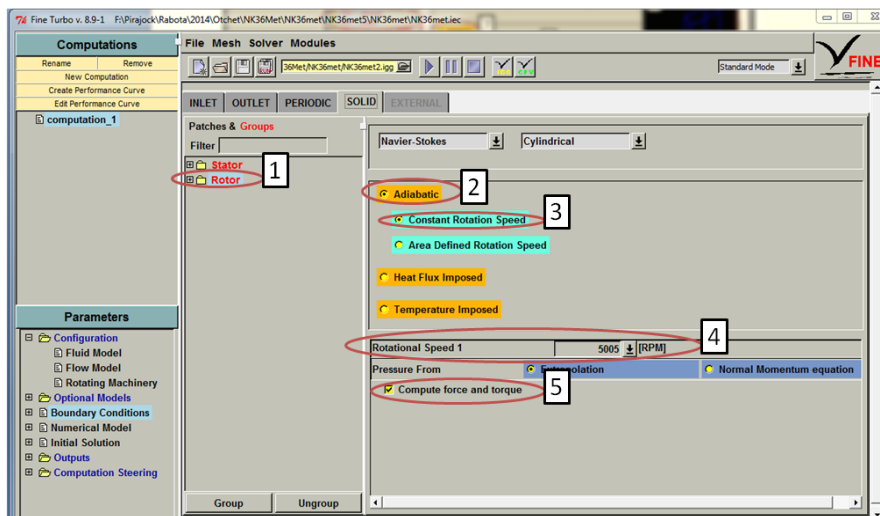 Fine Turbo v. 8.9-1 F:\Pirajock\Rabota\2014\Otchet\NK36Met\NK36met\NK36met5\NK36met\NK36met.iec
Computations
Rename Remove
New Computation
Create Performance Curve
Edit Performance Curve
computation_1
File Mesh Solver Modules
36Met/NK36met/NK36met2.igg
Standard Mode
FINE
INLET OUTLET PERIODIC SOLID EXTERNAL
Patches & Groups
Filter
Stator
Rotor
1
Navier-Stokes Cylindrical
Adiabatic
2
Constant Rotation Speed
3
Area Defined Rotation Speed
Heat Flux Imposed
Temperature Imposed
Rotational Speed 1 5005 [RPM]
4
Pressure From Extrapolation Normal Momentum equation
Compute force and torque
5
Parameters
Configuration
Fluid Model
Flow Model
Rotating Machinery
Optional Models
Boundary Conditions
Numerical Model
Initial Solution
Outputs
Computation Steering
Group Ungroup